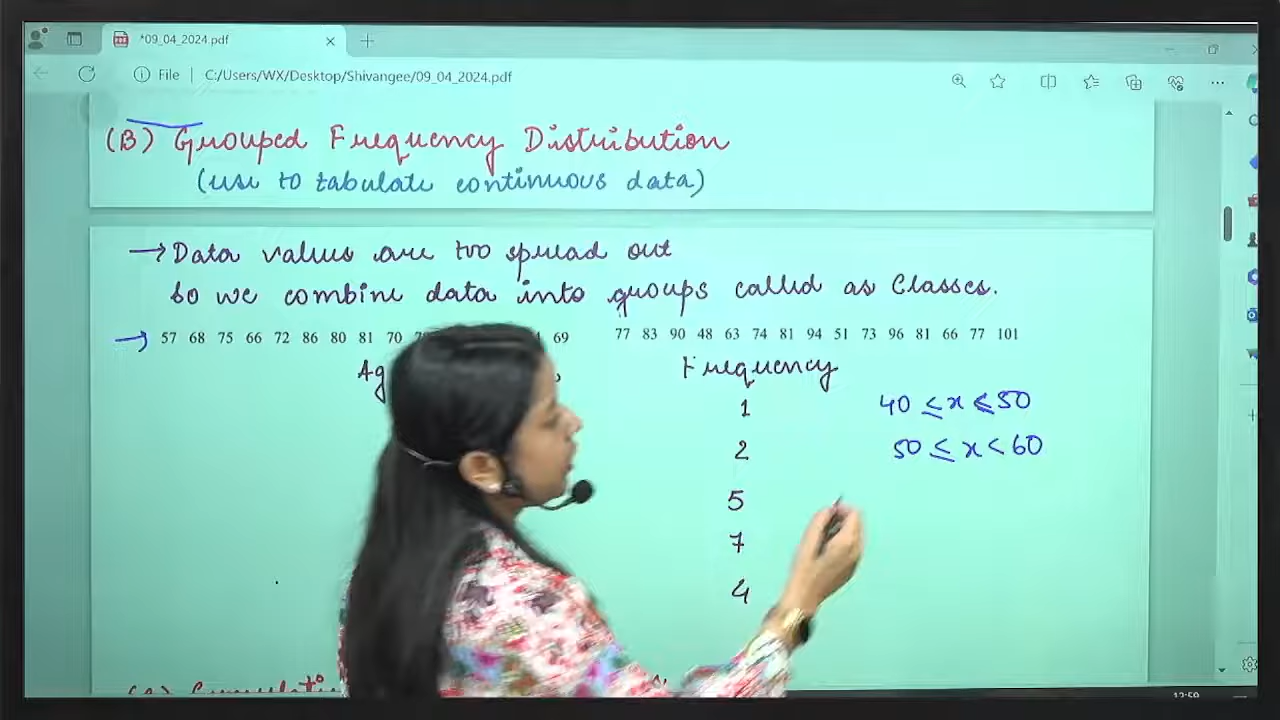 *09_04_2024.pdf
File C:/Users/WX/Desktop/Shivangee/09_04_2024.pdf
(B) Grouped Frequency Distribution
(use to tabulate continuous data)
→ Data values are too spread out
So we combine data into groups called as Classes.
→ 57 68 75 66 72 86 80 81 70 69 77 83 90 48 63 74 81 94 51 73 96 81 66 77 101
Frequency
1 40 ≤ x ≤ 50
2 50 ≤ x < 60
5
7
4
12:59